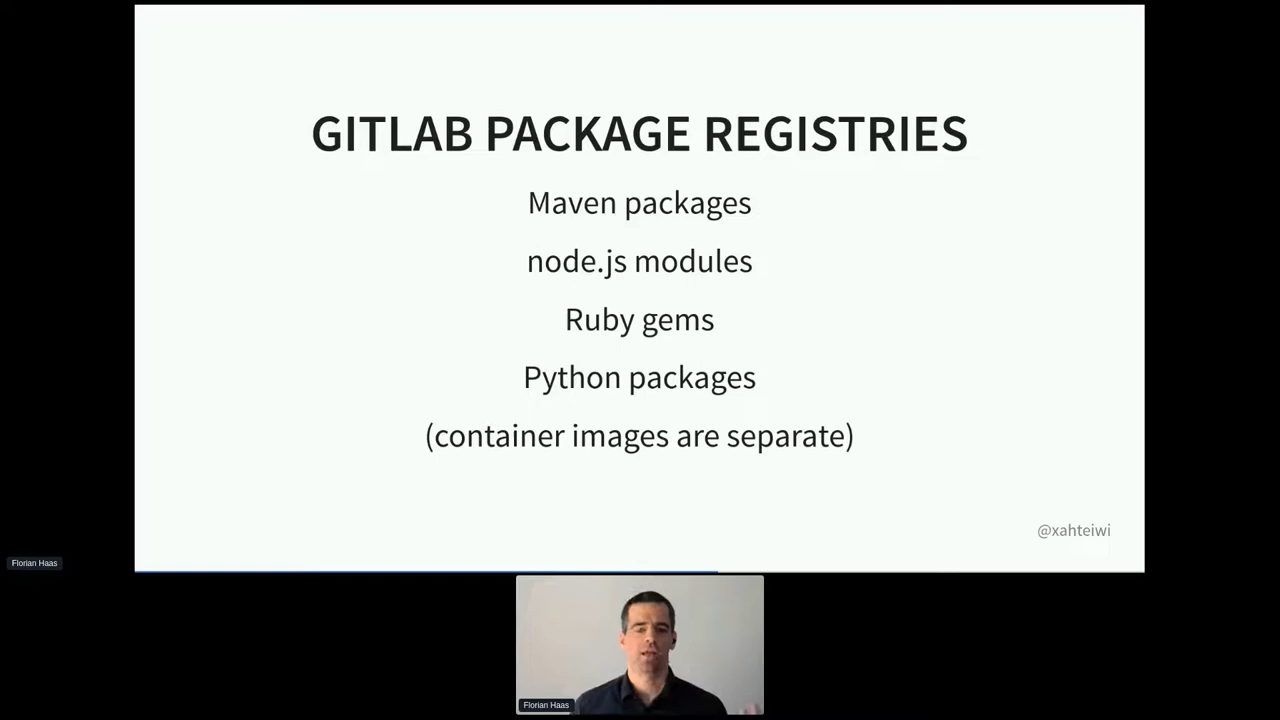 GITLAB PACKAGE REGISTRIES
Maven packages
node.js modules
Ruby gems
Python packages
(container images are separate)
@xahteiwi
Florian Haas
Florian Haas